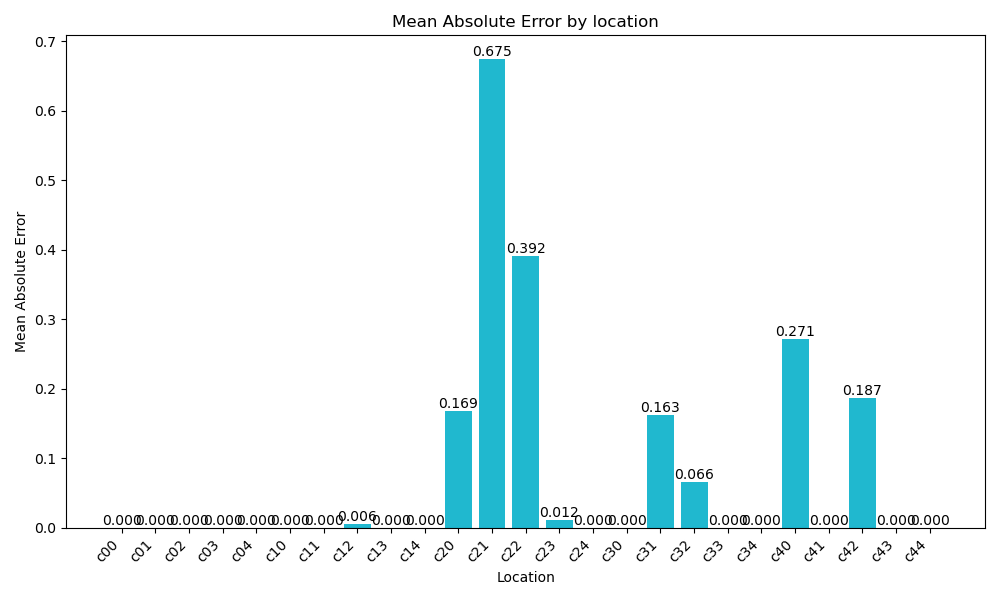 Mean Absolute Error by location
Mean Absolute Error
0.7
0.6
0.5
0.4
0.3
0.2
0.1
0.0
0.000
0.000
0.000
0.000
0.000
0.000
0.000
0.006
0.000
0.000
0.169
0.675
0.392
0.012
0.000
0.000
0.163
0.066
0.000
0.000
0.271
0.000
0.187
0.000
0.000
c00
c01
c02
c03
c04
c10
c11
c12
c13
c14
c20
c21
c22
c23
c24
c30
c31
c32
c33
c34
c40
c41
c42
c43
c44
Location